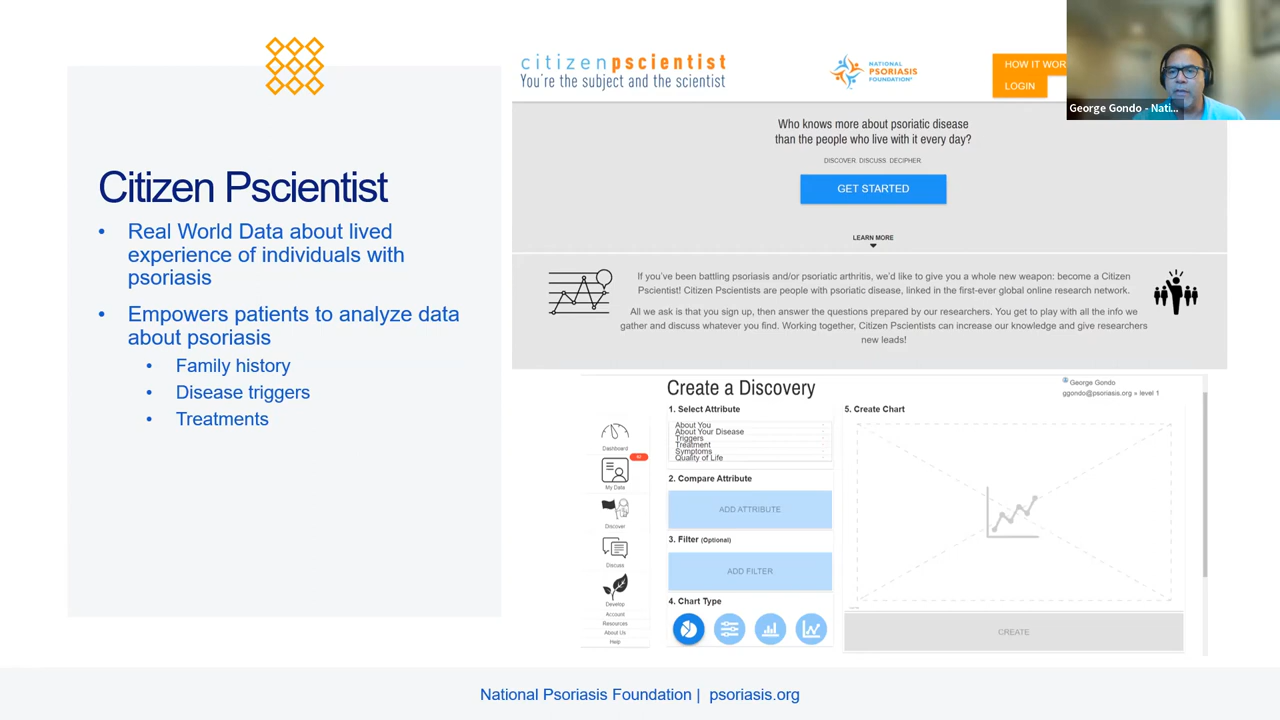 Citizen Pscientist
• Real World Data about lived
experience of individuals with
psoriasis
• Empowers patients to analyze data
about psoriasis
• Family history
• Disease triggers
• Treatments
citizenpscientist
You're the subject and the scientist
NATIONAL
PSORIASIS
FOUNDATION®
HOW IT WOR
LOGIN
George Gondo - Nati...
Who knows more about psoriatic disease
than the people who live with it every day?
DISCOVER. DISCUSS. DECIPHER.
GET STARTED
LEARN MORE
If you've been battling psoriasis and/or psoriatic arthritis, we'd like to give you a whole new weapon: become a Citizen
Pscientist! Citizen Pscientists are people with psoriatic disease, linked in the first-ever global online research network.
All we ask is that you sign up, then answer the questions prepared by our researchers. You get to play with all the info we
gather and discuss whatever you find. Working together, Citizen Pscientists can increase our knowledge and give researchers
new leads!
Create a Discovery
George Gondo
ggondo@psoriasis.org » level 1
Dashboard
My Data
Discover
Discuss
Develop
Account
Resources
About Us
Help
1. Select Attribute
About You
About Your Disease
Triggers
Treatment
Symptoms
Quality of Life
2. Compare Attribute
ADD ATTRIBUTE
3. Filter (Optional)
ADD FILTER
4. Chart Type
5. Create Chart
CREATE
National Psoriasis Foundation | psoriasis.org